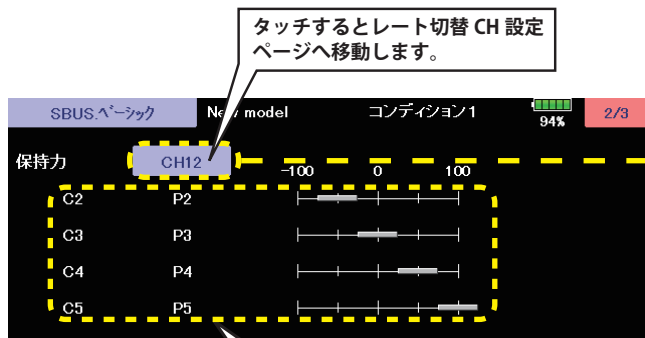 タッチするとレート切替 CH 設定
ページへ移動します。
SBUS.ベーシック New model コンディション1 94% 2/3
保持力 CH12 -100 0 100
C2 P2
C3 P3
C4 P4
C5 P5